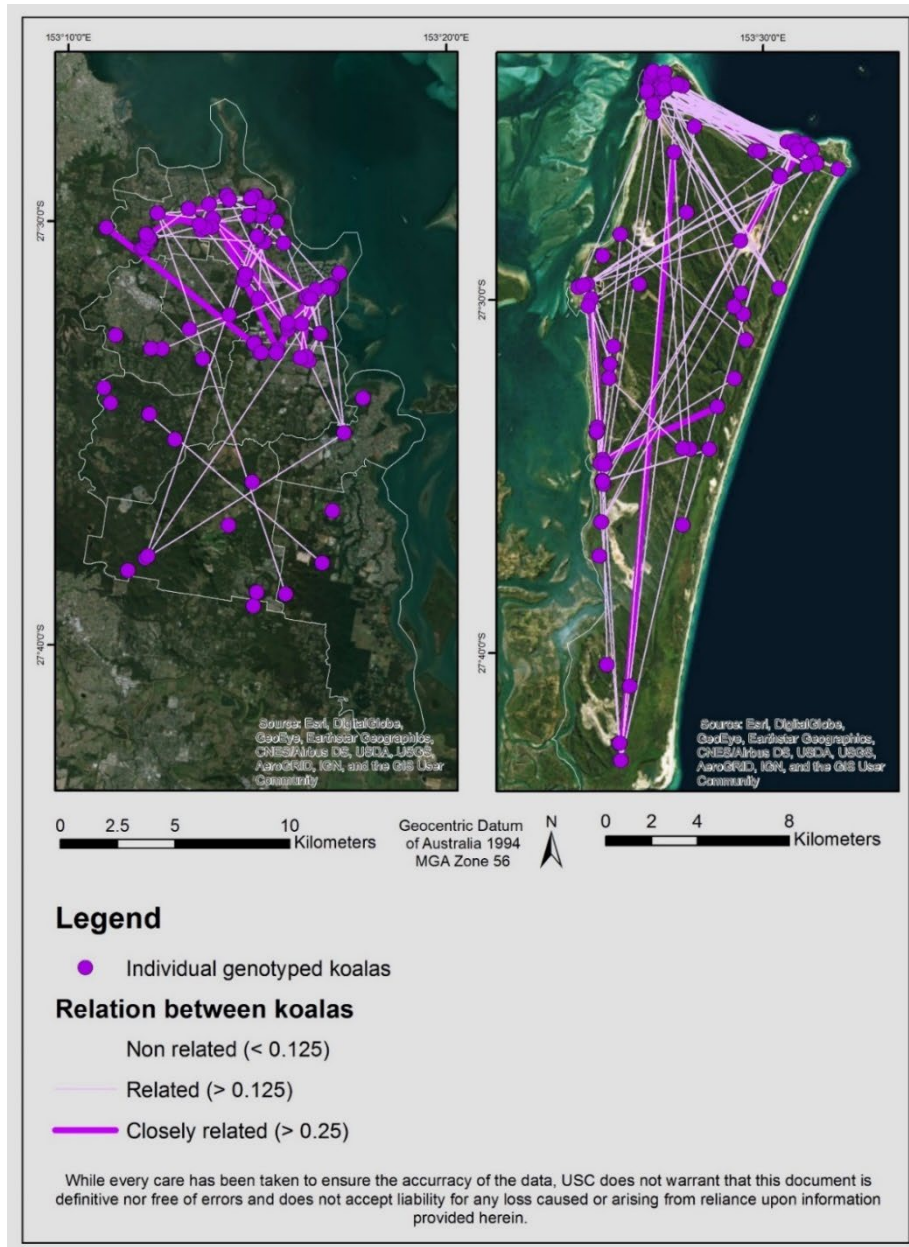 153°10'0"E
153°20'0"E
153°30'0"E
27°30'0"S
27°40'0"S
27°30'0"S
27°40'0"S
Source: Esri, DigitalGlobe,
GeoEye, Earthstar Geographics,
CNES/Airbus DS, USDA, USGS,
AeroGRID, IGN, and the GIS User
Community
Source: Esri, DigitalGlobe,
GeoEye, Earthstar Geographics,
CNES/Airbus DS, USDA, USGS,
AeroGRID, IGN, and the GIS User
Community
0 2.5 5 10
Kilometers
Geocentric Datum
of Australia 1994
MGA Zone 56
N
0 2 4 8
Kilometers
Legend
Individual genotyped koalas
Relation between koalas
Non related (< 0.125)
Related (> 0.125)
Closely related (> 0.25)
While every care has been taken to ensure the accurracy of the data, USC does not warrant that this document is
definitive nor free of errors and does not accept liability for any loss caused or arising from reliance upon information
provided herein.